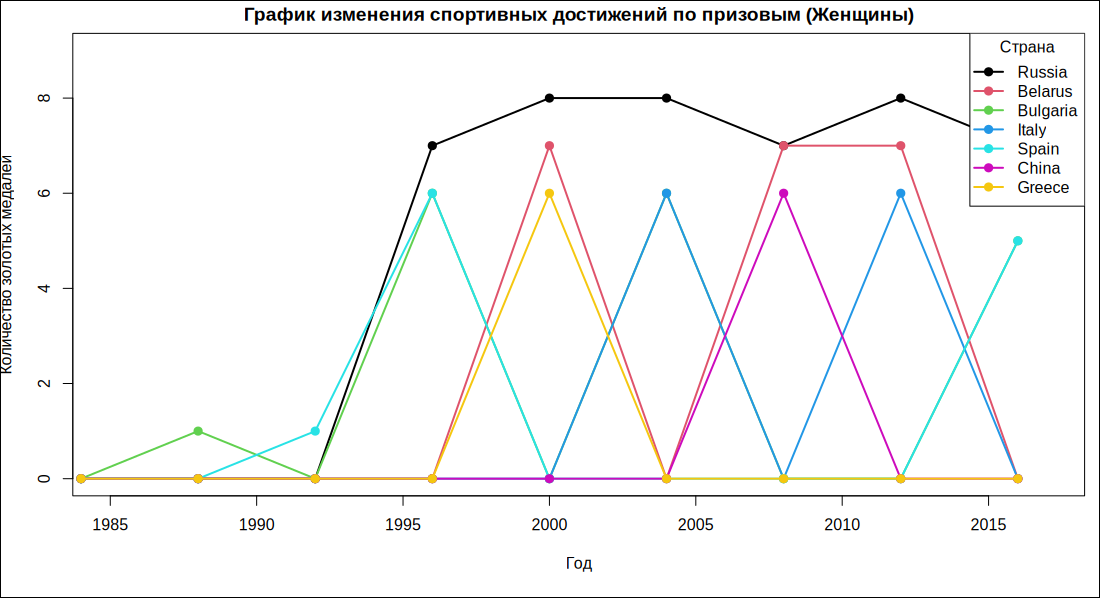 График изменения спортивных достижений по призовым (Женщины)
Страна
Russia
Belarus
Bulgaria
Italy
Spain
China
Greece
Количество золотых медалей
8
6
4
2
0
1985 1990 1995 2000 2005 2010 2015
Год